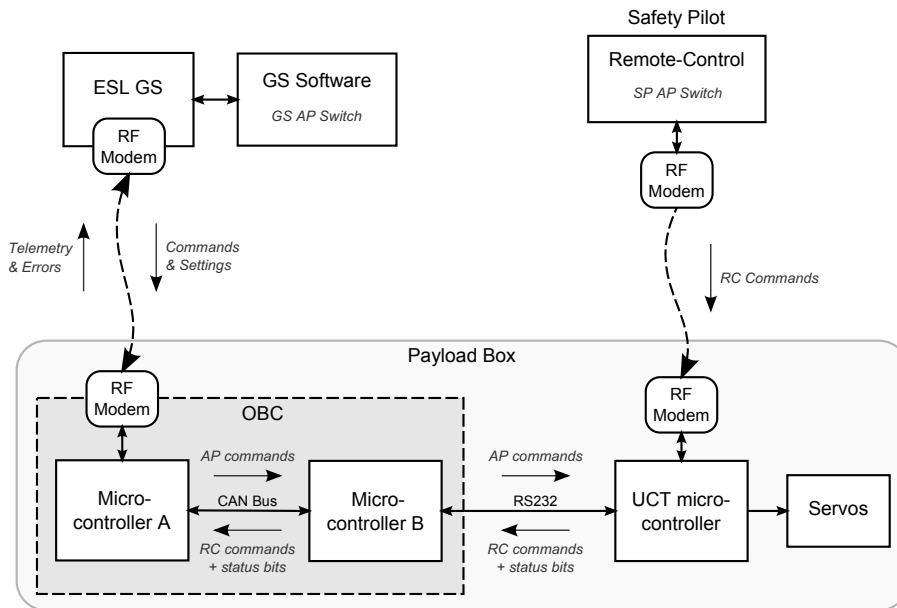 Safety Pilot
ESL GS
GS Software
GS AP Switch
Remote-Control
SP AP Switch
RF
Modem
RF
Modem
Telemetry
& Errors
Commands
& Settings
RC Commands
Payload Box
RF
Modem
RF
Modem
OBC
AP commands
AP commands
Micro-
controller A
CAN Bus
Micro-
controller B
RS232
UCT micro-
controller
Servos
RC commands
+ status bits
RC commands
+ status bits